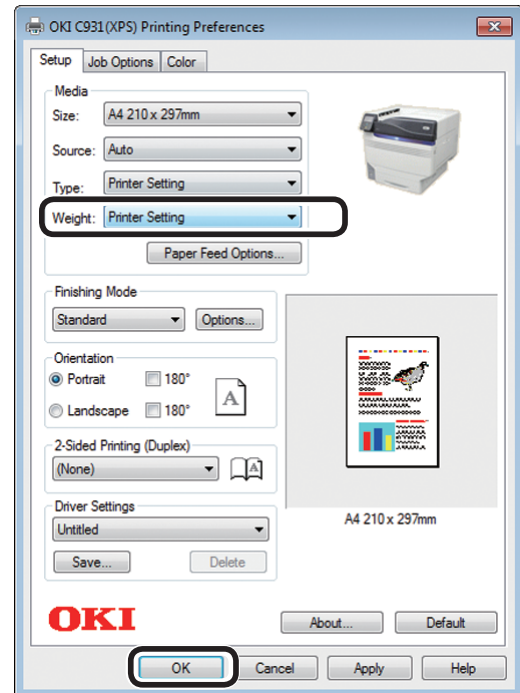 OKI C931(XPS) Printing Preferences
Setup Job Options Color
Media
Size: A4 210 x 297mm
Source: Auto
Type: Printer Setting
Weight: Printer Setting
Paper Feed Options...
Finishing Mode
Standard Options...
Orientation
Portrait 180°
A
Landscape 180°
2-Sided Printing (Duplex)
(None) A
Driver Settings
Untitled
A4 210 x 297mm
Save... Delete
OKI About... Default
OK Cancel Apply Help